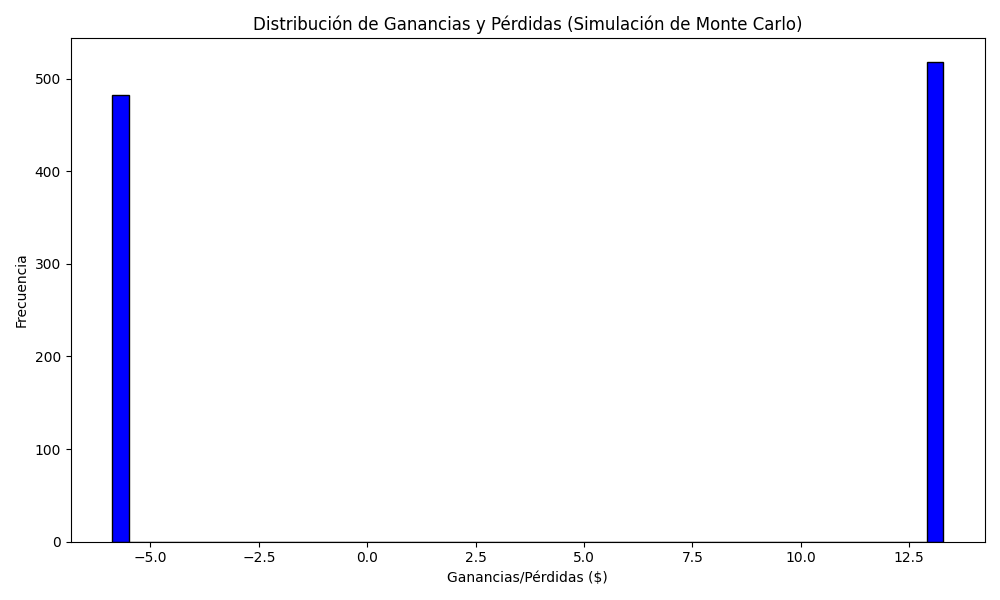 Distribución de Ganancias y Pérdidas (Simulación de Monte Carlo)
Frecuencia
500
400
300
200
100
0
−5.0 −2.5 0.0 2.5 5.0 7.5 10.0 12.5
Ganancias/Pérdidas ($)